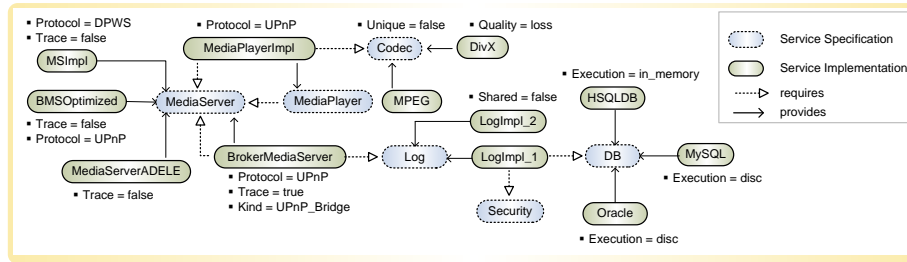 ▪ Protocol = DPWS
▪ Trace = false
MSImpl
BMSOptimized
▪ Trace = false
▪ Protocol = UPnP
MediaServerADELE
▪ Trace = false
MediaServer
▪ Protocol = UPnP
MediaPlayerImpl
MediaPlayer
BrokerMediaServer
▪ Protocol = UPnP
▪ Trace = true
▪ Kind = UPnP_Bridge
▪ Unique = false
Codec
▪ Quality = loss
DivX
MPEG
▪ Shared = false
LogImpl_2
Log
LogImpl_1
Security
▪ Execution = in_memory
HSQLDB
DB
MySQL
▪ Execution = disc
Oracle
▪ Execution = disc
Service Specification
Service Implementation
requires
provides